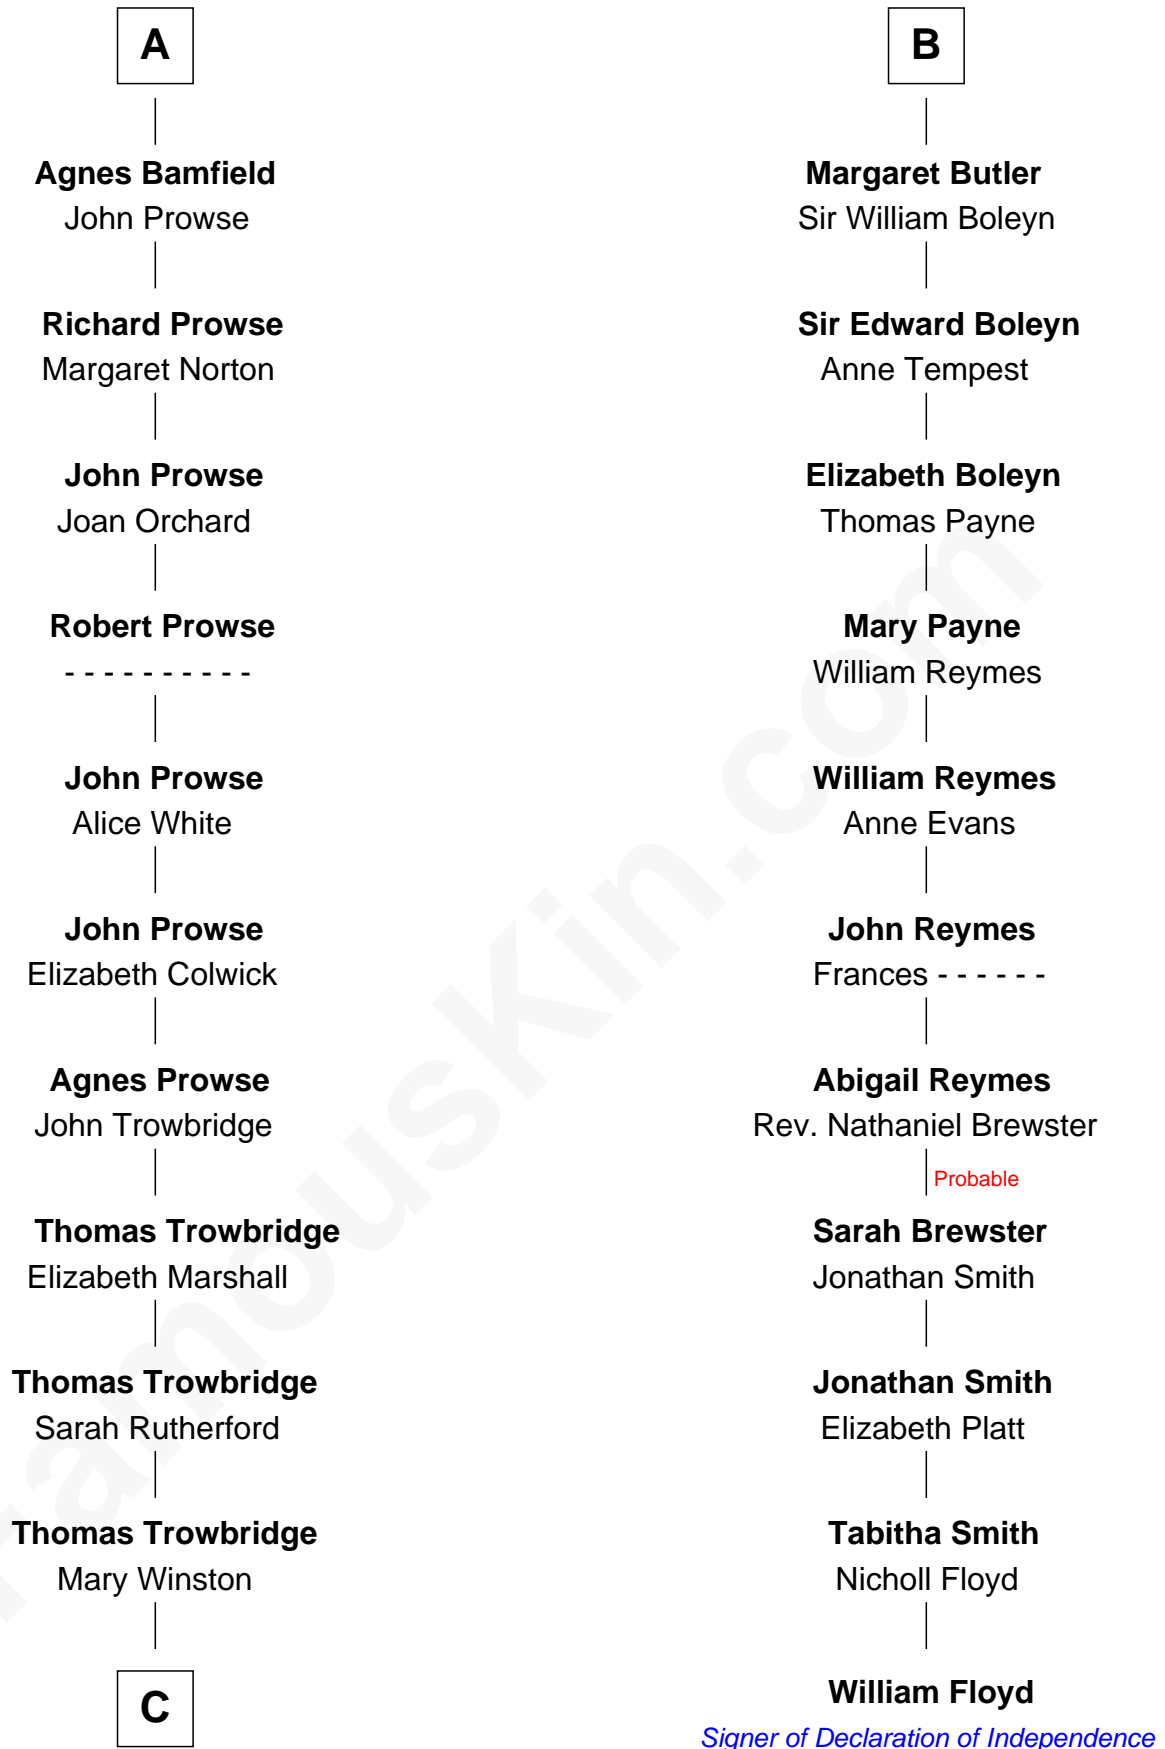 A
Agnes Bamfield
John Prowse
Richard Prowse
Margaret Norton
John Prowse
Joan Orchard
Robert Prowse
- - - - - - - - - -
John Prowse
Alice White
John Prowse
Elizabeth Colwick
Agnes Prowse
John Trowbridge
Thomas Trowbridge
Elizabeth Marshall
Thomas Trowbridge
Sarah Rutherford
Thomas Trowbridge
Mary Winston
C
B
Margaret Butler
Sir William Boleyn
Sir Edward Boleyn
Anne Tempest
Elizabeth Boleyn
Thomas Payne
Mary Payne
William Reymes
William Reymes
Anne Evans
John Reymes
Frances - - - - - -
Abigail Reymes
Rev. Nathaniel Brewster
Probable
Sarah Brewster
Jonathan Smith
Jonathan Smith
Elizabeth Platt
Tabitha Smith
Nicholl Floyd
William Floyd
Signer of Declaration of Independence
FamousKin.com